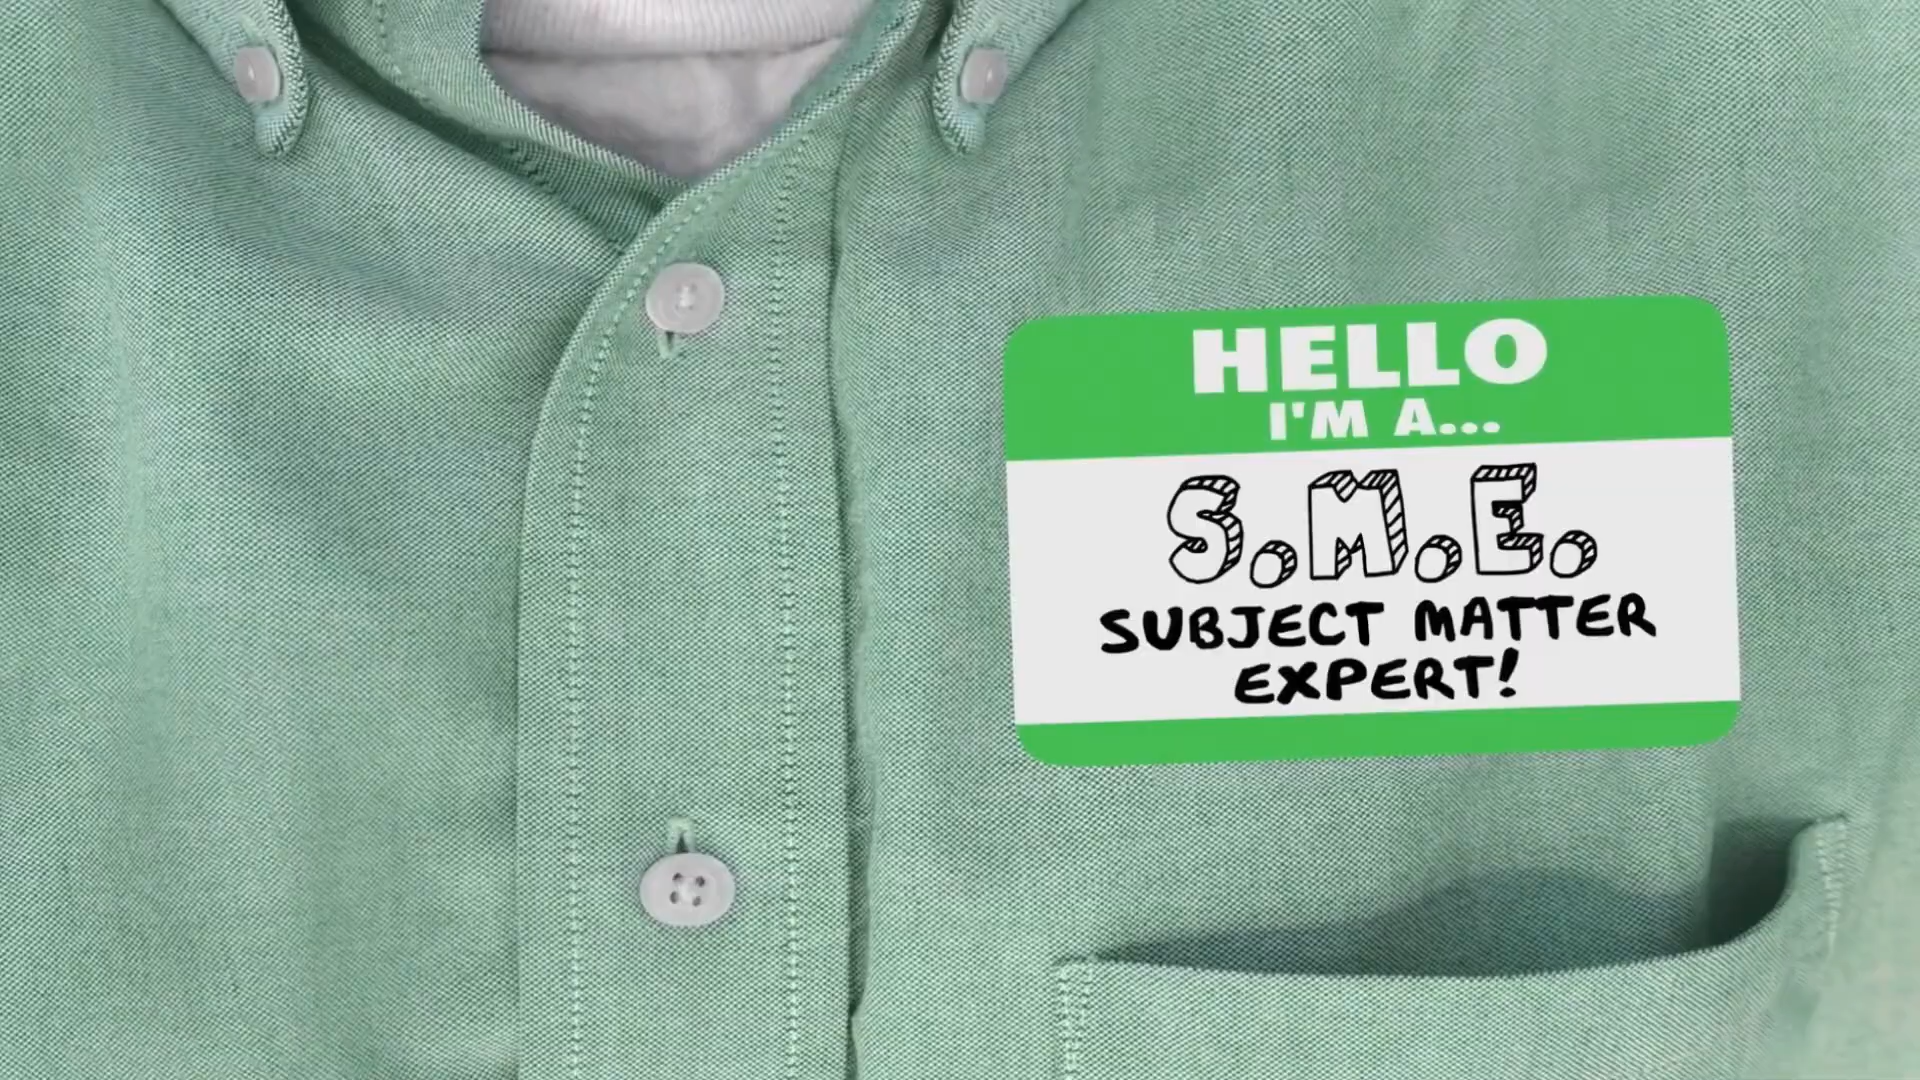 HELLO
I'M A...
S.M.E.
SUBJECT MATTER
EXPERT!